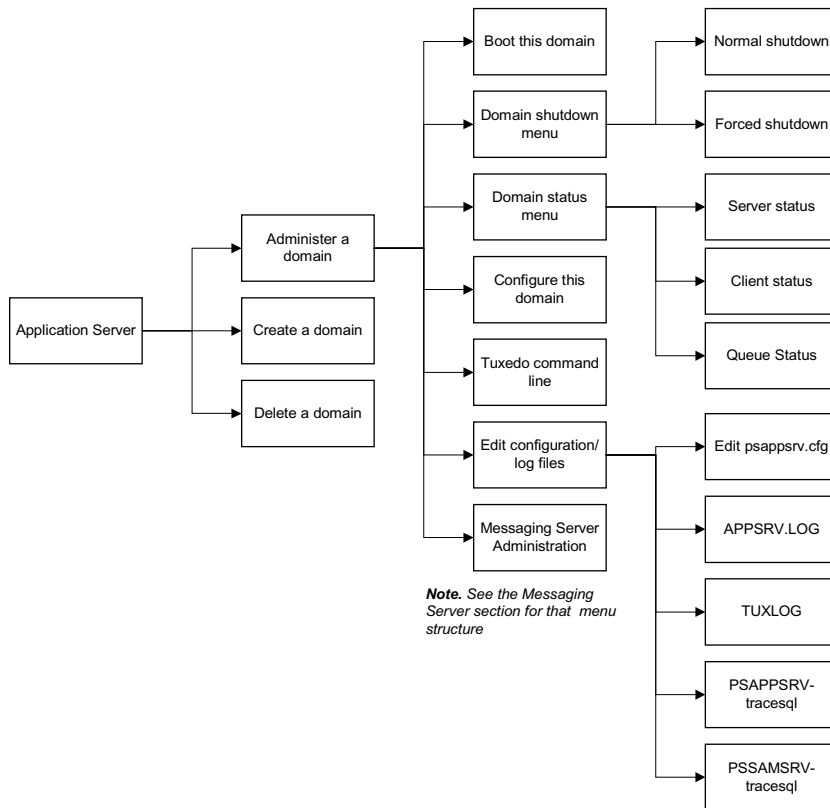 Application Server
Administer a
domain
Create a domain
Delete a domain
Boot this domain
Domain shutdown
menu
Domain status
menu
Configure this
domain
Tuxedo command
line
Edit configuration/
log files
Messaging Server
Administration
Note. See the Messaging
Server section for that menu
structure
Normal shutdown
Forced shutdown
Server status
Client status
Queue Status
Edit psappsrv.cfg
APPSRV.LOG
TUXLOG
PSAPPSRV-
tracesql
PSSAMSRV-
tracesql